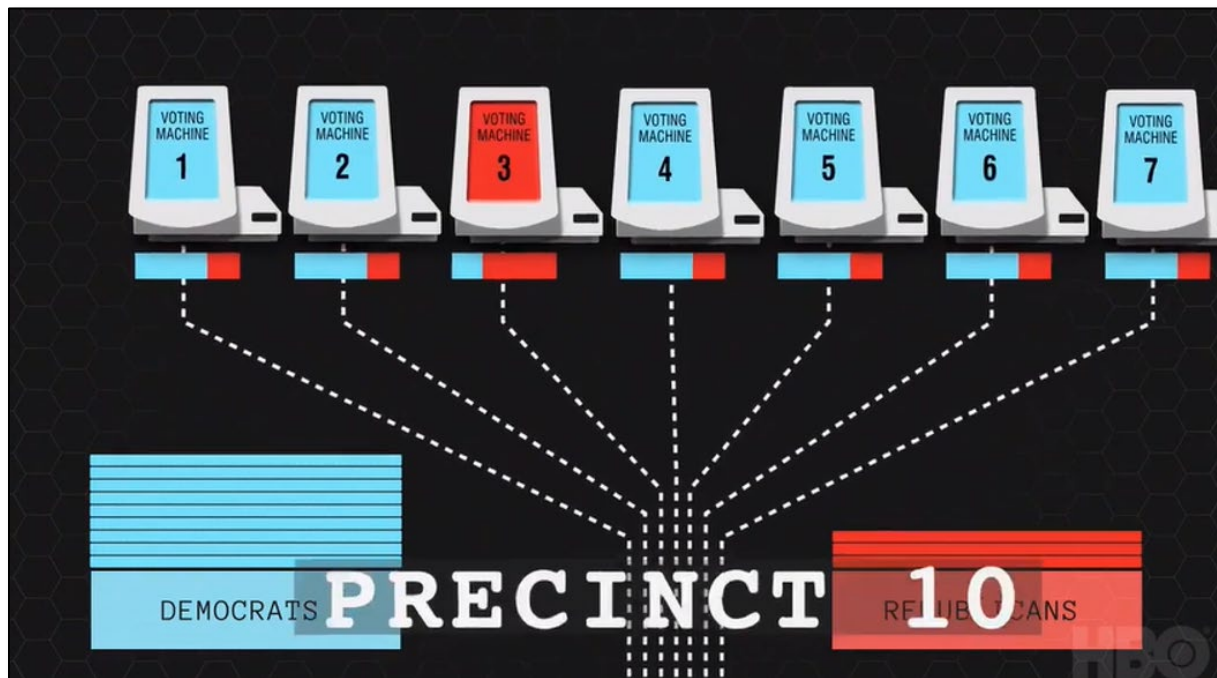 VOTING
MACHINE
1
VOTING
MACHINE
2
VOTING
MACHINE
3
VOTING
MACHINE
4
VOTING
MACHINE
5
VOTING
MACHINE
6
VOTING
MACHINE
7
DEMOCRATS
PRECINCT 10
REPUBLICANS
HBO